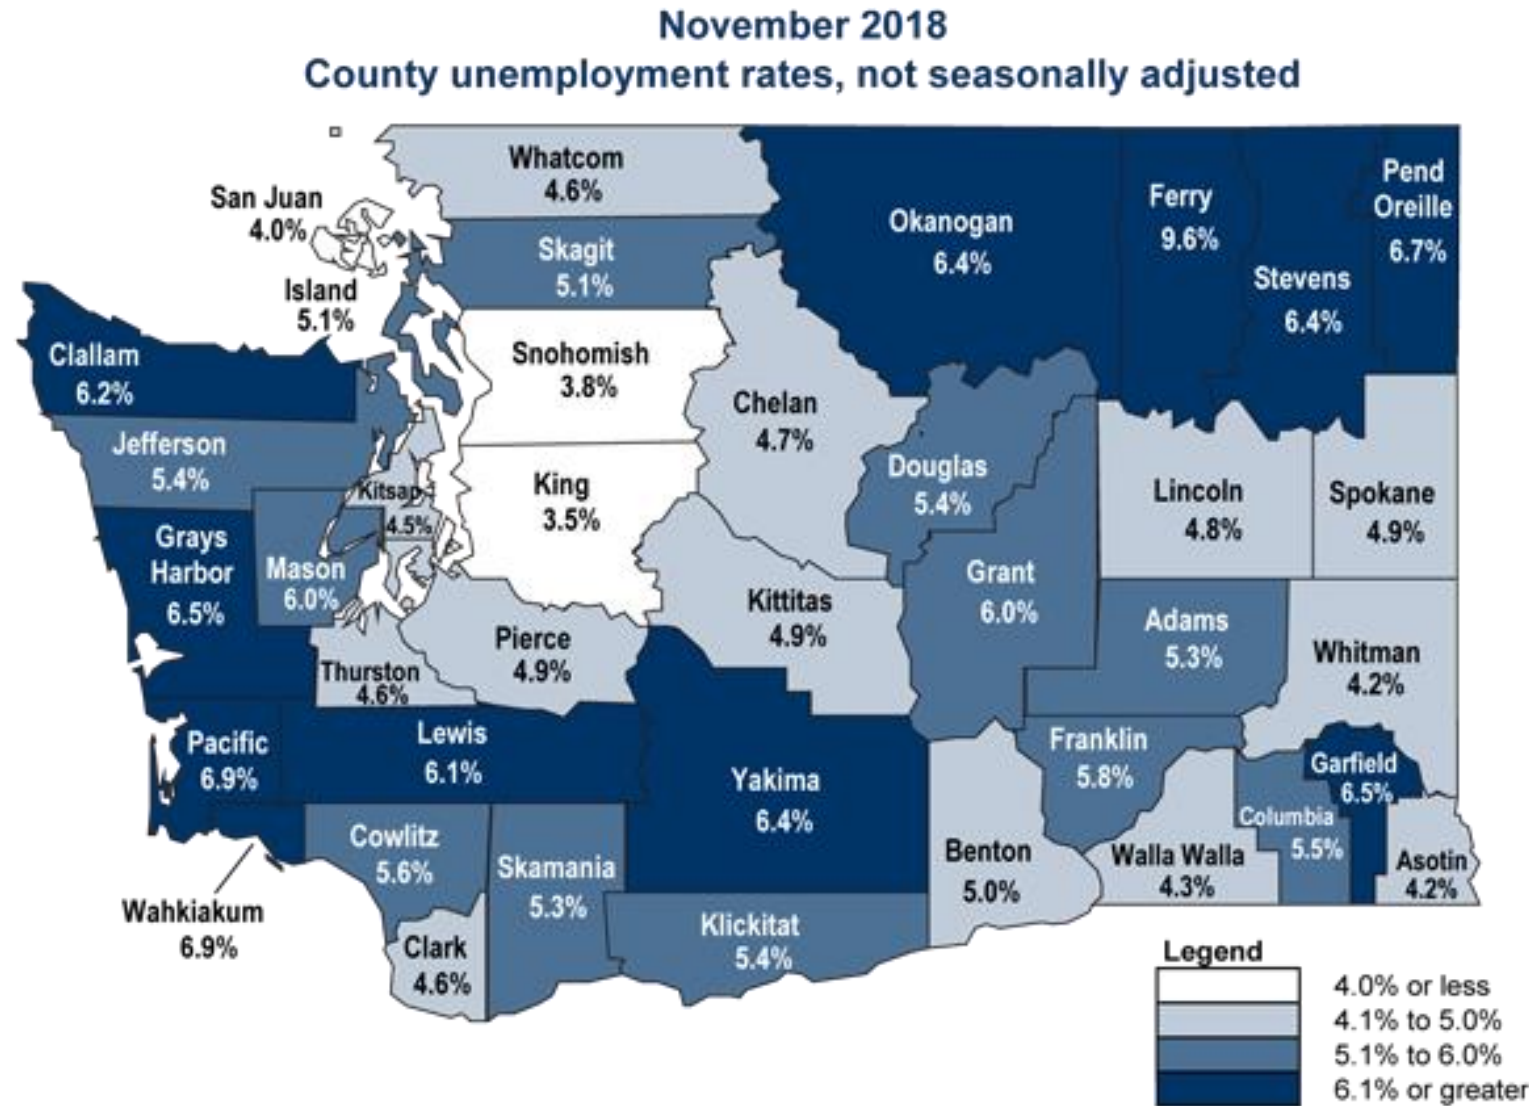 November 2018
County unemployment rates, not seasonally adjusted
Whatcom
4.6%
San Juan
4.0%
Skagit
5.1%
Island
5.1%
Okanogan
6.4%
Ferry
9.6%
Stevens
6.4%
Pend
Oreille
6.7%
Clallam
6.2%
Snohomish
3.8%
Chelan
4.7%
Jefferson
5.4%
Kitsap
4.5%
King
3.5%
Douglas
5.4%
Lincoln
4.8%
Spokane
4.9%
Grays
Harbor
6.5%
Mason
6.0%
Kittitas
4.9%
Grant
6.0%
Adams
5.3%
Whitman
4.2%
Thurston
4.6%
Pierce
4.9%
Pacific
6.9%
Lewis
6.1%
Yakima
6.4%
Franklin
5.8%
Garfield
6.5%
Cowlitz
5.6%
Skamania
5.3%
Benton
5.0%
Walla Walla
4.3%
Columbia
5.5%
Asotin
4.2%
Wahkiakum
6.9%
Clark
4.6%
Klickitat
5.4%
Legend
4.0% or less
4.1% to 5.0%
5.1% to 6.0%
6.1% or greater